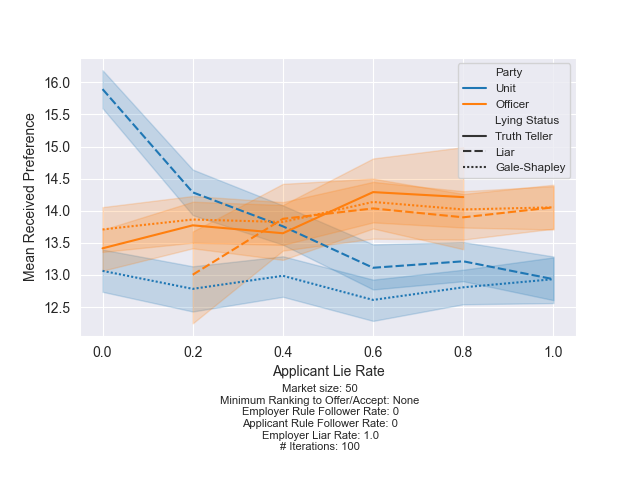 Mean Received Preference
16.0
15.5
15.0
14.5
14.0
13.5
13.0
12.5
Party
Unit
Officer
Lying Status
Truth Teller
Liar
Gale-Shapley
0.0 0.2 0.4 0.6 0.8 1.0
Applicant Lie Rate
Market size: 50
Minimum Ranking to Offer/Accept: None
Employer Rule Follower Rate: 0
Applicant Rule Follower Rate: 0
Employer Liar Rate: 1.0
# Iterations: 100